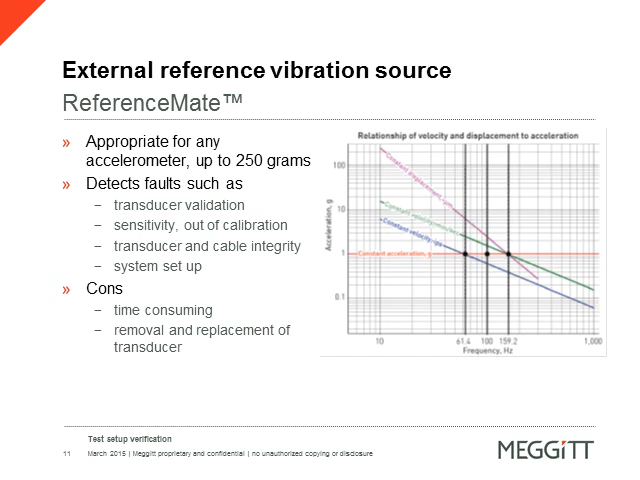 External reference vibration source
ReferenceMate™
» Appropriate for any
accelerometer, up to 250 grams
» Detects faults such as
– transducer validation
– sensitivity, out of calibration
– transducer and cable integrity
– system set up
» Cons
– time consuming
– removal and replacement of
transducer
Relationship of velocity and displacement to acceleration
Acceleration, g
100
10
1
0.1
Constant displacement,
Constant velocity,
Constant velocity, ips
Constant acceleration, g
10
61.4
100
159.2
1,000
Frequency, Hz
Test setup verification
11 March 2015 | Meggitt proprietary and confidential | no unauthorized copying or disclosure
MEGGiTT